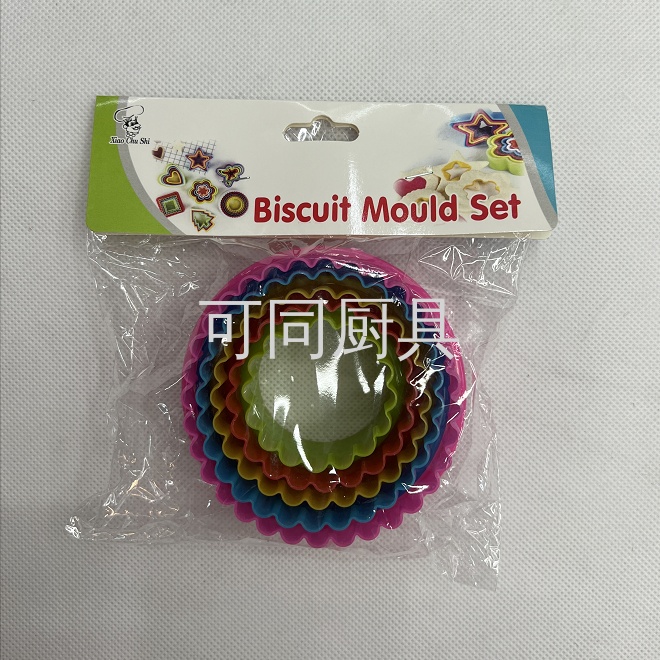 Xiao Chu Shi
Biscuit Mould Set
可同厨具